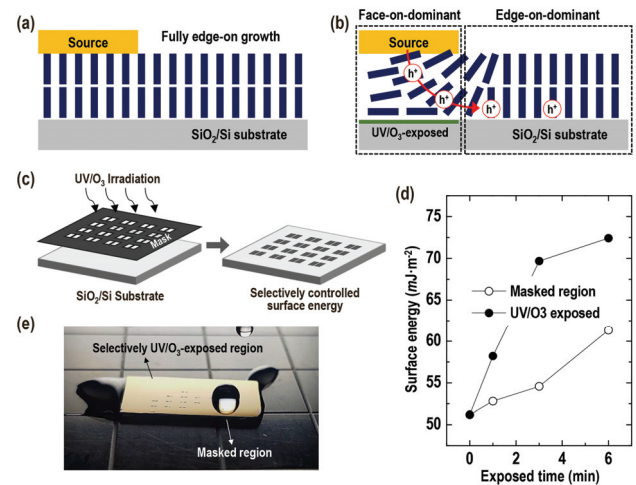 (a)
Source
Fully edge-on growth
SiO₂/Si substrate
(b)
Face-on-dominant
Edge-on-dominant
Source
h⁺
h⁺
h⁺
h⁺
UV/O₃-exposed
SiO₂/Si substrate
(c)
UV/O₃ Irradiation
Mask
SiO₂/Si Substrate
Selectively controlled
surface energy
(d)
Surface energy (mJ·m⁻²)
75
70
65
60
55
50
Masked region
UV/O3 exposed
0
2
4
6
Exposed time (min)
(e)
Selectively UV/O₃-exposed region
Masked region